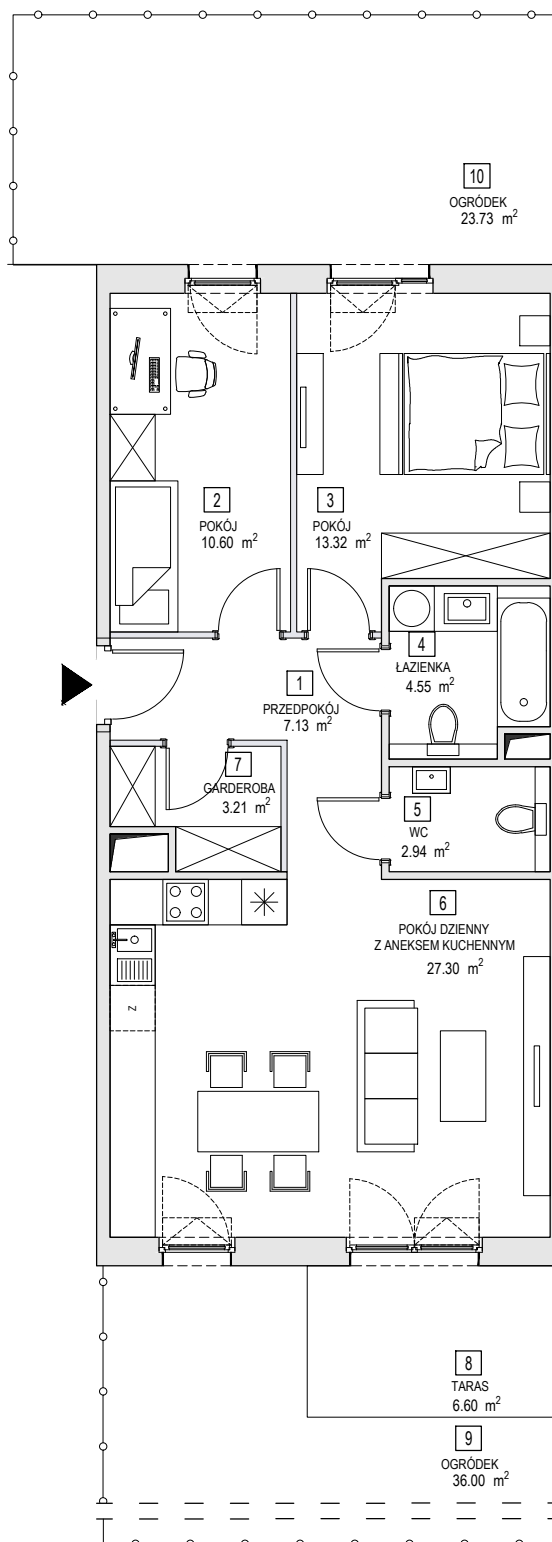 10
OGRÓDEK
23.73 m²
2
POKÓJ
10.60 m²
3
POKÓJ
13.32 m²
4
ŁAZIENKA
4.55 m²
1
PRZEDPOKÓJ
7.13 m²
7
GARDEROBA
3.21 m²
5
WC
2.94 m²
6
POKÓJ DZIENNY
Z ANEKSEM KUCHENNYM
27.30 m²
Z
8
TARAS
6.60 m²
9
OGRÓDEK
36.00 m²